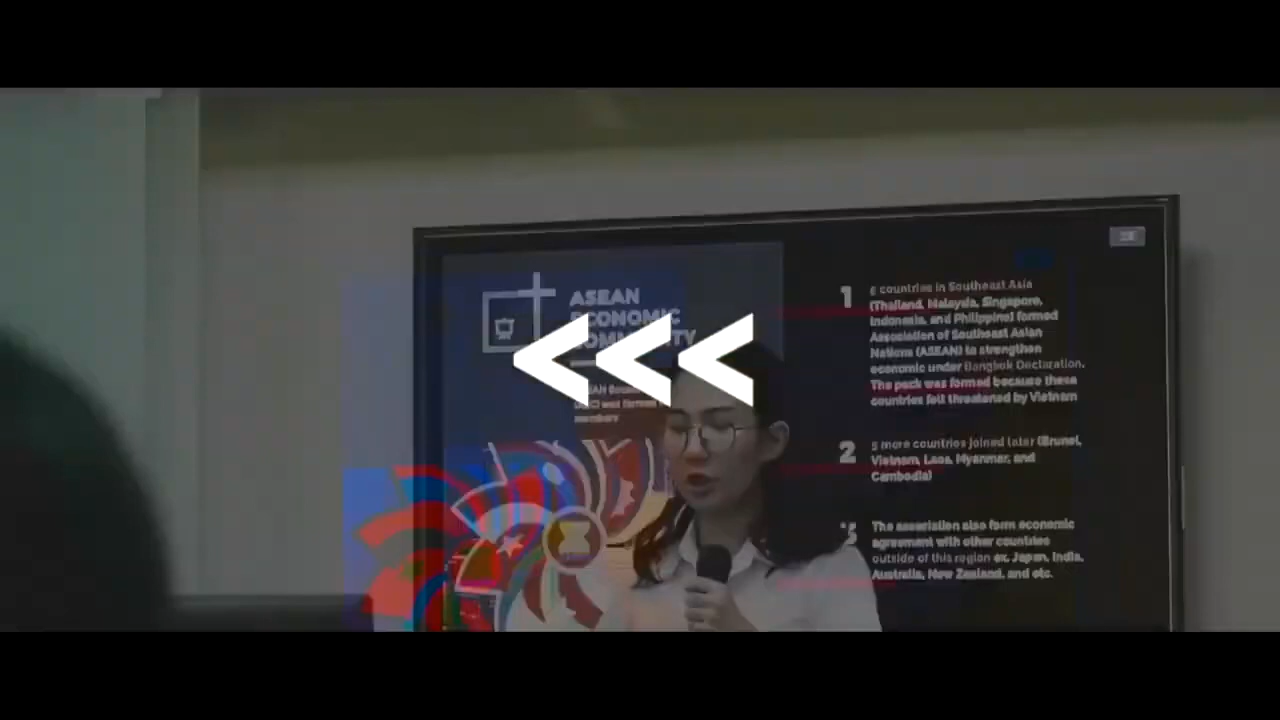 ASEAN
ECONOMIC
COMMUNITY
<<<
1
countries in Southeast Asia
(Thailand, Malaysia, Singapore,
Indonesia, and Philippine) formed
Association of Southeast Asian
Nations (ASEAN) to strengthen
economic under Bangkok Declaration.
The pack was formed because these
countries felt threatened by Vietnam
2
5 more countries joined later (Brunei,
Vietnam, Laos, Myanmar, and
Cambodia)
The association also form economic
agreement with other countries
outside of this region ex. Japan, India,
Australia, New Zealand, and etc.